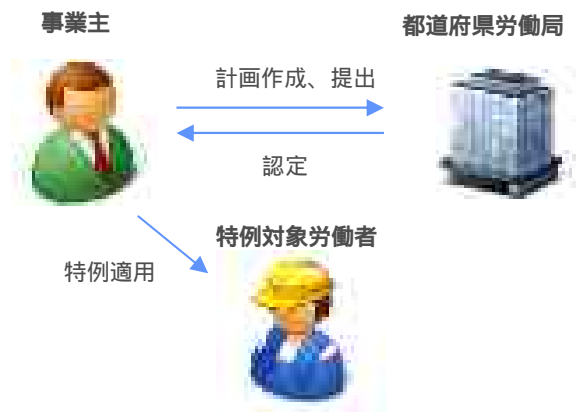 事業主
都道府県労働局
計画作成、提出
認定
特例対象労働者
特例適用